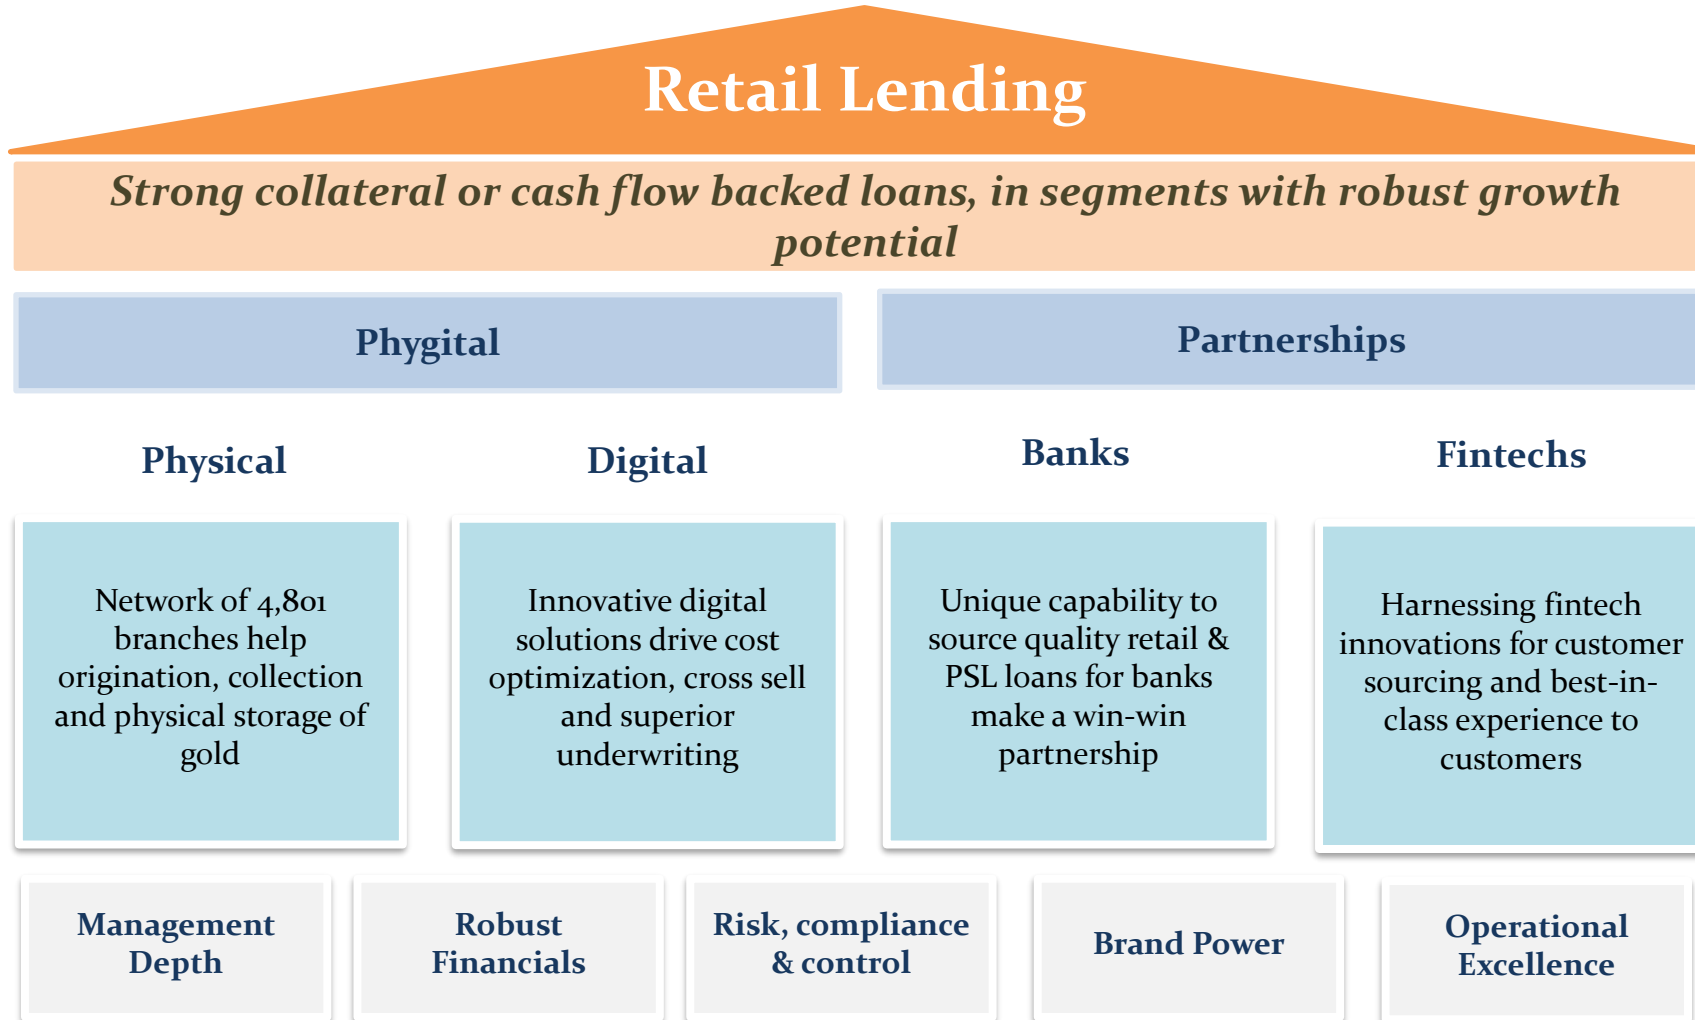 Retail Lending
Strong collateral or cash flow backed loans, in segments with robust growth
potential
Phygital
Partnerships
Physical
Digital
Banks
Fintechs
Network of 4,801
branches help
origination, collection
and physical storage of
gold
Innovative digital
solutions drive cost
optimization, cross sell
and superior
underwriting
Unique capability to
source quality retail &
PSL loans for banks
make a win-win
partnership
Harnessing fintech
innovations for customer
sourcing and best-in-
class experience to
customers
Management
Depth
Robust
Financials
Risk, compliance
& control
Brand Power
Operational
Excellence